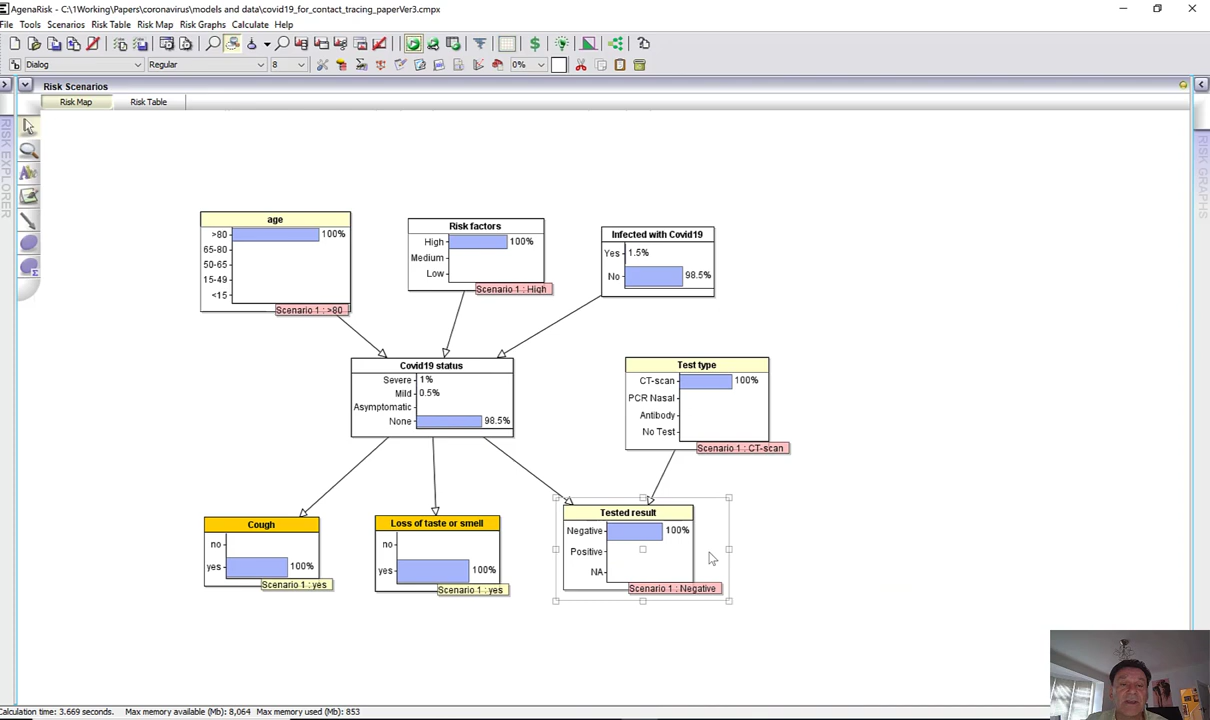 AgenaRisk - C:\1Working\Papers\coronavirus\models and data\covid19_for_contact_tracing_paperVer3.cmpx
File Tools Scenarios Risk Table Risk Map Risk Graphs Calculate Help
Dialog Regular 8 0%
Risk Scenarios
Risk Map Risk Table
RISK EXPLORER
RISK GRAPHS
age
>80 100%
65-80
50-65
15-49
<15
Scenario 1 : >80
Risk factors
High 100%
Medium
Low
Scenario 1 : High
Infected with Covid19
Yes 1.5%
No 98.5%
Covid19 status
Severe 1%
Mild 0.5%
Asymptomatic
None 98.5%
Test type
CT-scan 100%
PCR Nasal
Antibody
No Test
Scenario 1 : CT-scan
Cough
no
yes 100%
Scenario 1 : yes
Loss of taste or smell
no
yes 100%
Scenario 1 : yes
Tested result
Negative 100%
Positive
NA
Scenario 1 : Negative
Calculation time: 3.669 seconds. Max memory available (Mb): 8,064 Max memory used (Mb): 853